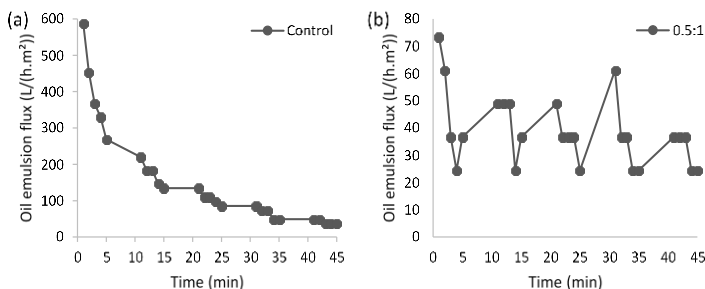 (a)
Oil emulsion flux (L/(h.m²))
600
500
400
300
200
100
0
Control
0 5 10 15 20 25 30 35 40 45
Time (min)
(b)
Oil emulsion flux (L/(h.m²))
80
70
60
50
40
30
20
10
0
0.5:1
0 5 10 15 20 25 30 35 40 45
Time (min)